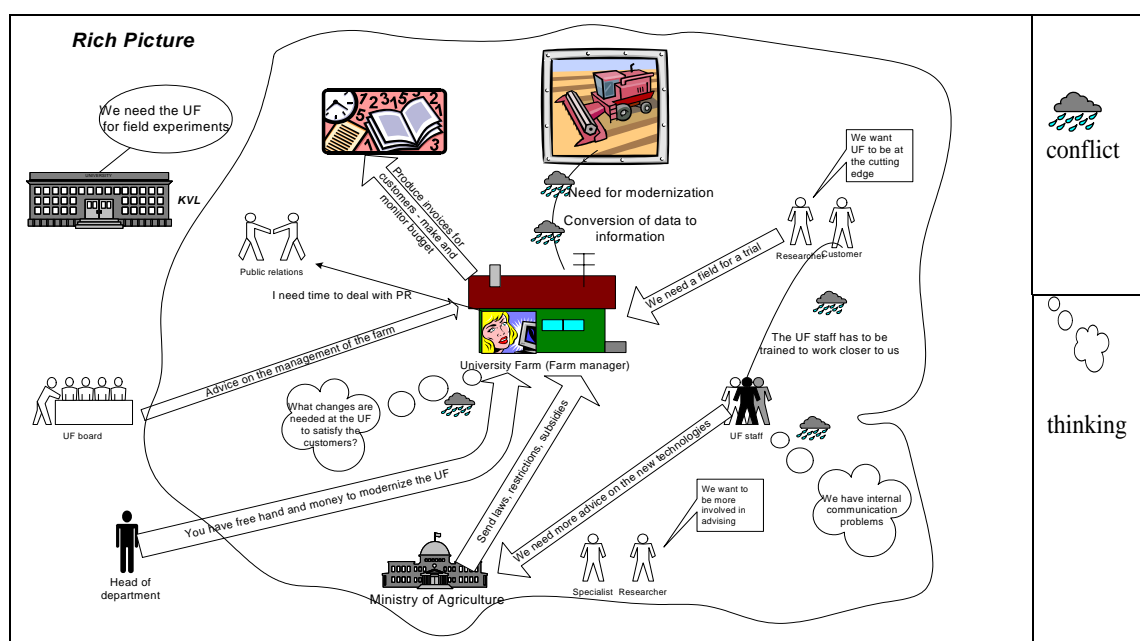 Rich Picture
We need the UF
for field experiments
UNIVERSITY
KVL
Produce invoices for
customers - make and
monitor budget
Need for modernization
Conversion of data to
information
We want
UF to be at
the cutting
edge
Researcher
Customer
We need a field for a trial
Public relations
I need time to deal with PR
The UF staff has to be
trained to work closer to us
University Farm (Farm manager)
Advice on the management of the farm
UF board
What changes are
needed at the UF
to satisfy the
customers?
UF staff
We have internal
communication
problems
You have free hand and money to modernize the UF
Send laws, restrictions, subsidies
We need more advice on the new technologies
We want to
be more
involved in
advising
Head of
department
Ministry of Agriculture
Specialist
Researcher
conflict
thinking